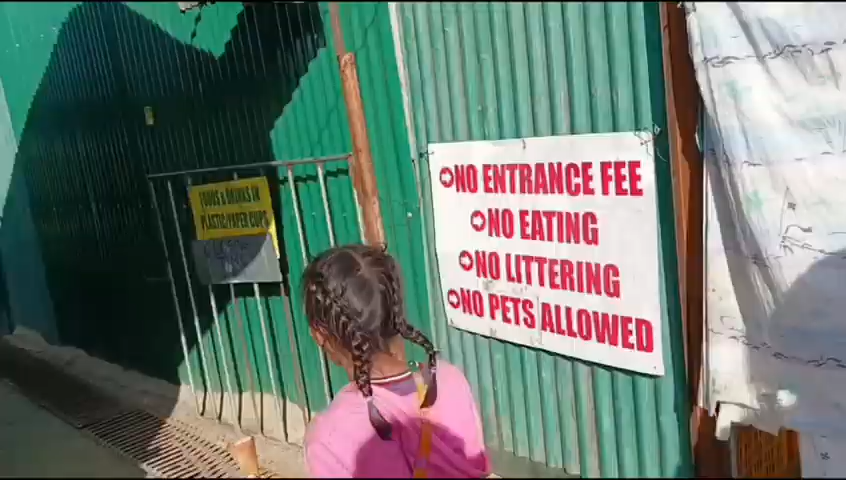 FOODS & DRINKS IN
PLASTIC/PAPER CUPS
NO ENTRANCE FEE
NO EATING
NO LITTERING
NO PETS ALLOWED